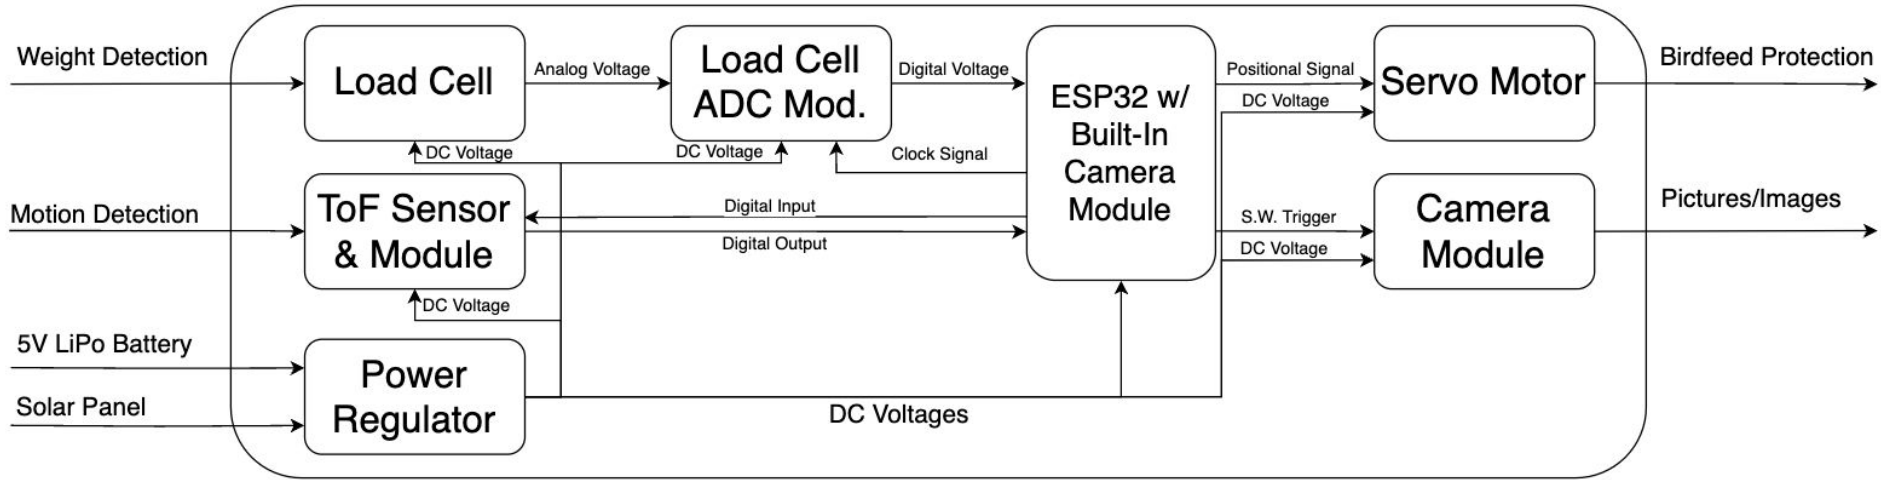 Weight Detection
Load Cell
Analog Voltage
Load Cell
ADC Mod.
Digital Voltage
ESP32 w/
Built-In
Camera
Module
Positional Signal
DC Voltage
Servo Motor
Birdfeed Protection
DC Voltage
DC Voltage
Clock Signal
Motion Detection
ToF Sensor
& Module
Digital Input
Digital Output
S.W. Trigger
DC Voltage
Camera
Module
Pictures/Images
DC Voltage
5V LiPo Battery
Solar Panel
Power
Regulator
DC Voltages